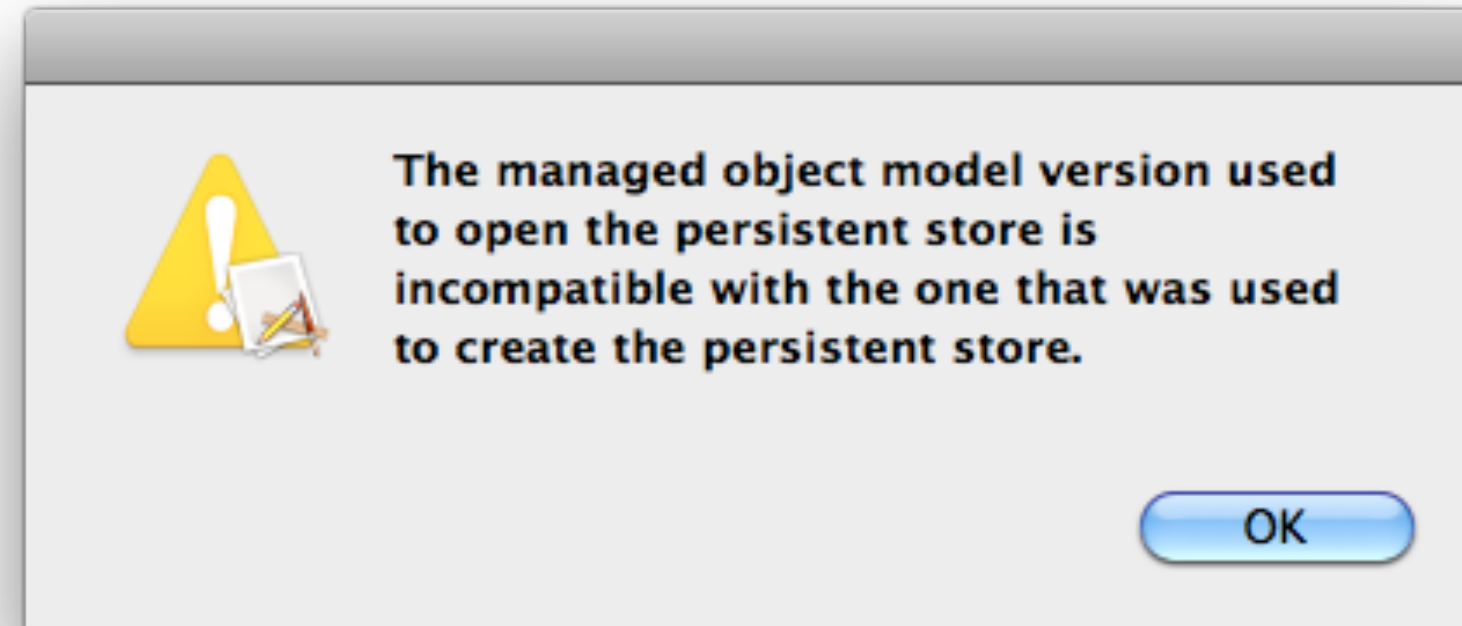 The managed object model version used
to open the persistent store is
incompatible with the one that was used
to create the persistent store.
OK